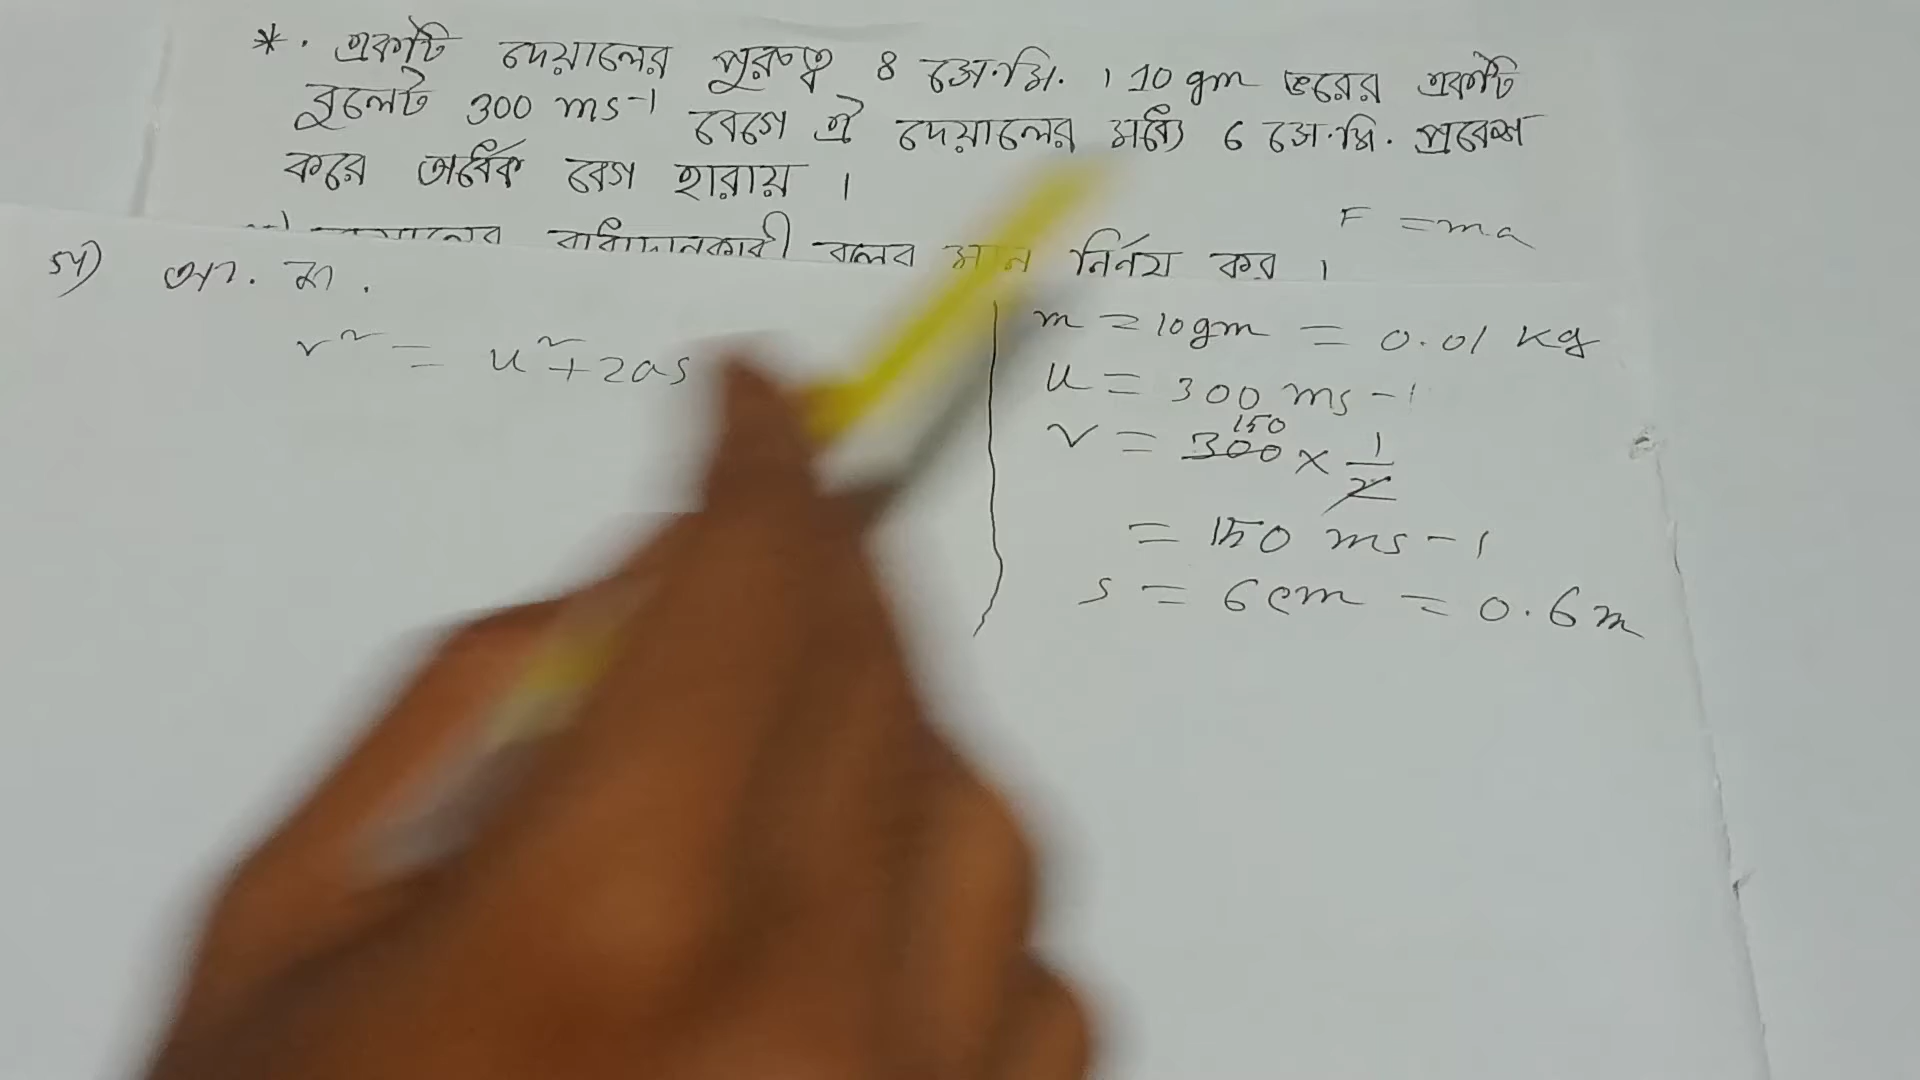 *. একটি দেয়ালের পুরুত্ব 8 সে.মি. । 10 gm ভরের একটি
বুলেট 300 ms⁻¹ বেগে ঐ দেয়ালের মধ্যে 6 সে.মি. প্রবেশ
করে অর্ধেক বেগ হারায় ।
F = ma
বাধাদানকারী বলের মান নির্ণয় কর ।
গ) আ. জা.
v² = u² + 2as
m = 10gm = 0.01 kg
u = 300 ms-1
150
v = 300 × 1/2
= 150 ms-1
s = 6cm = 0.6m